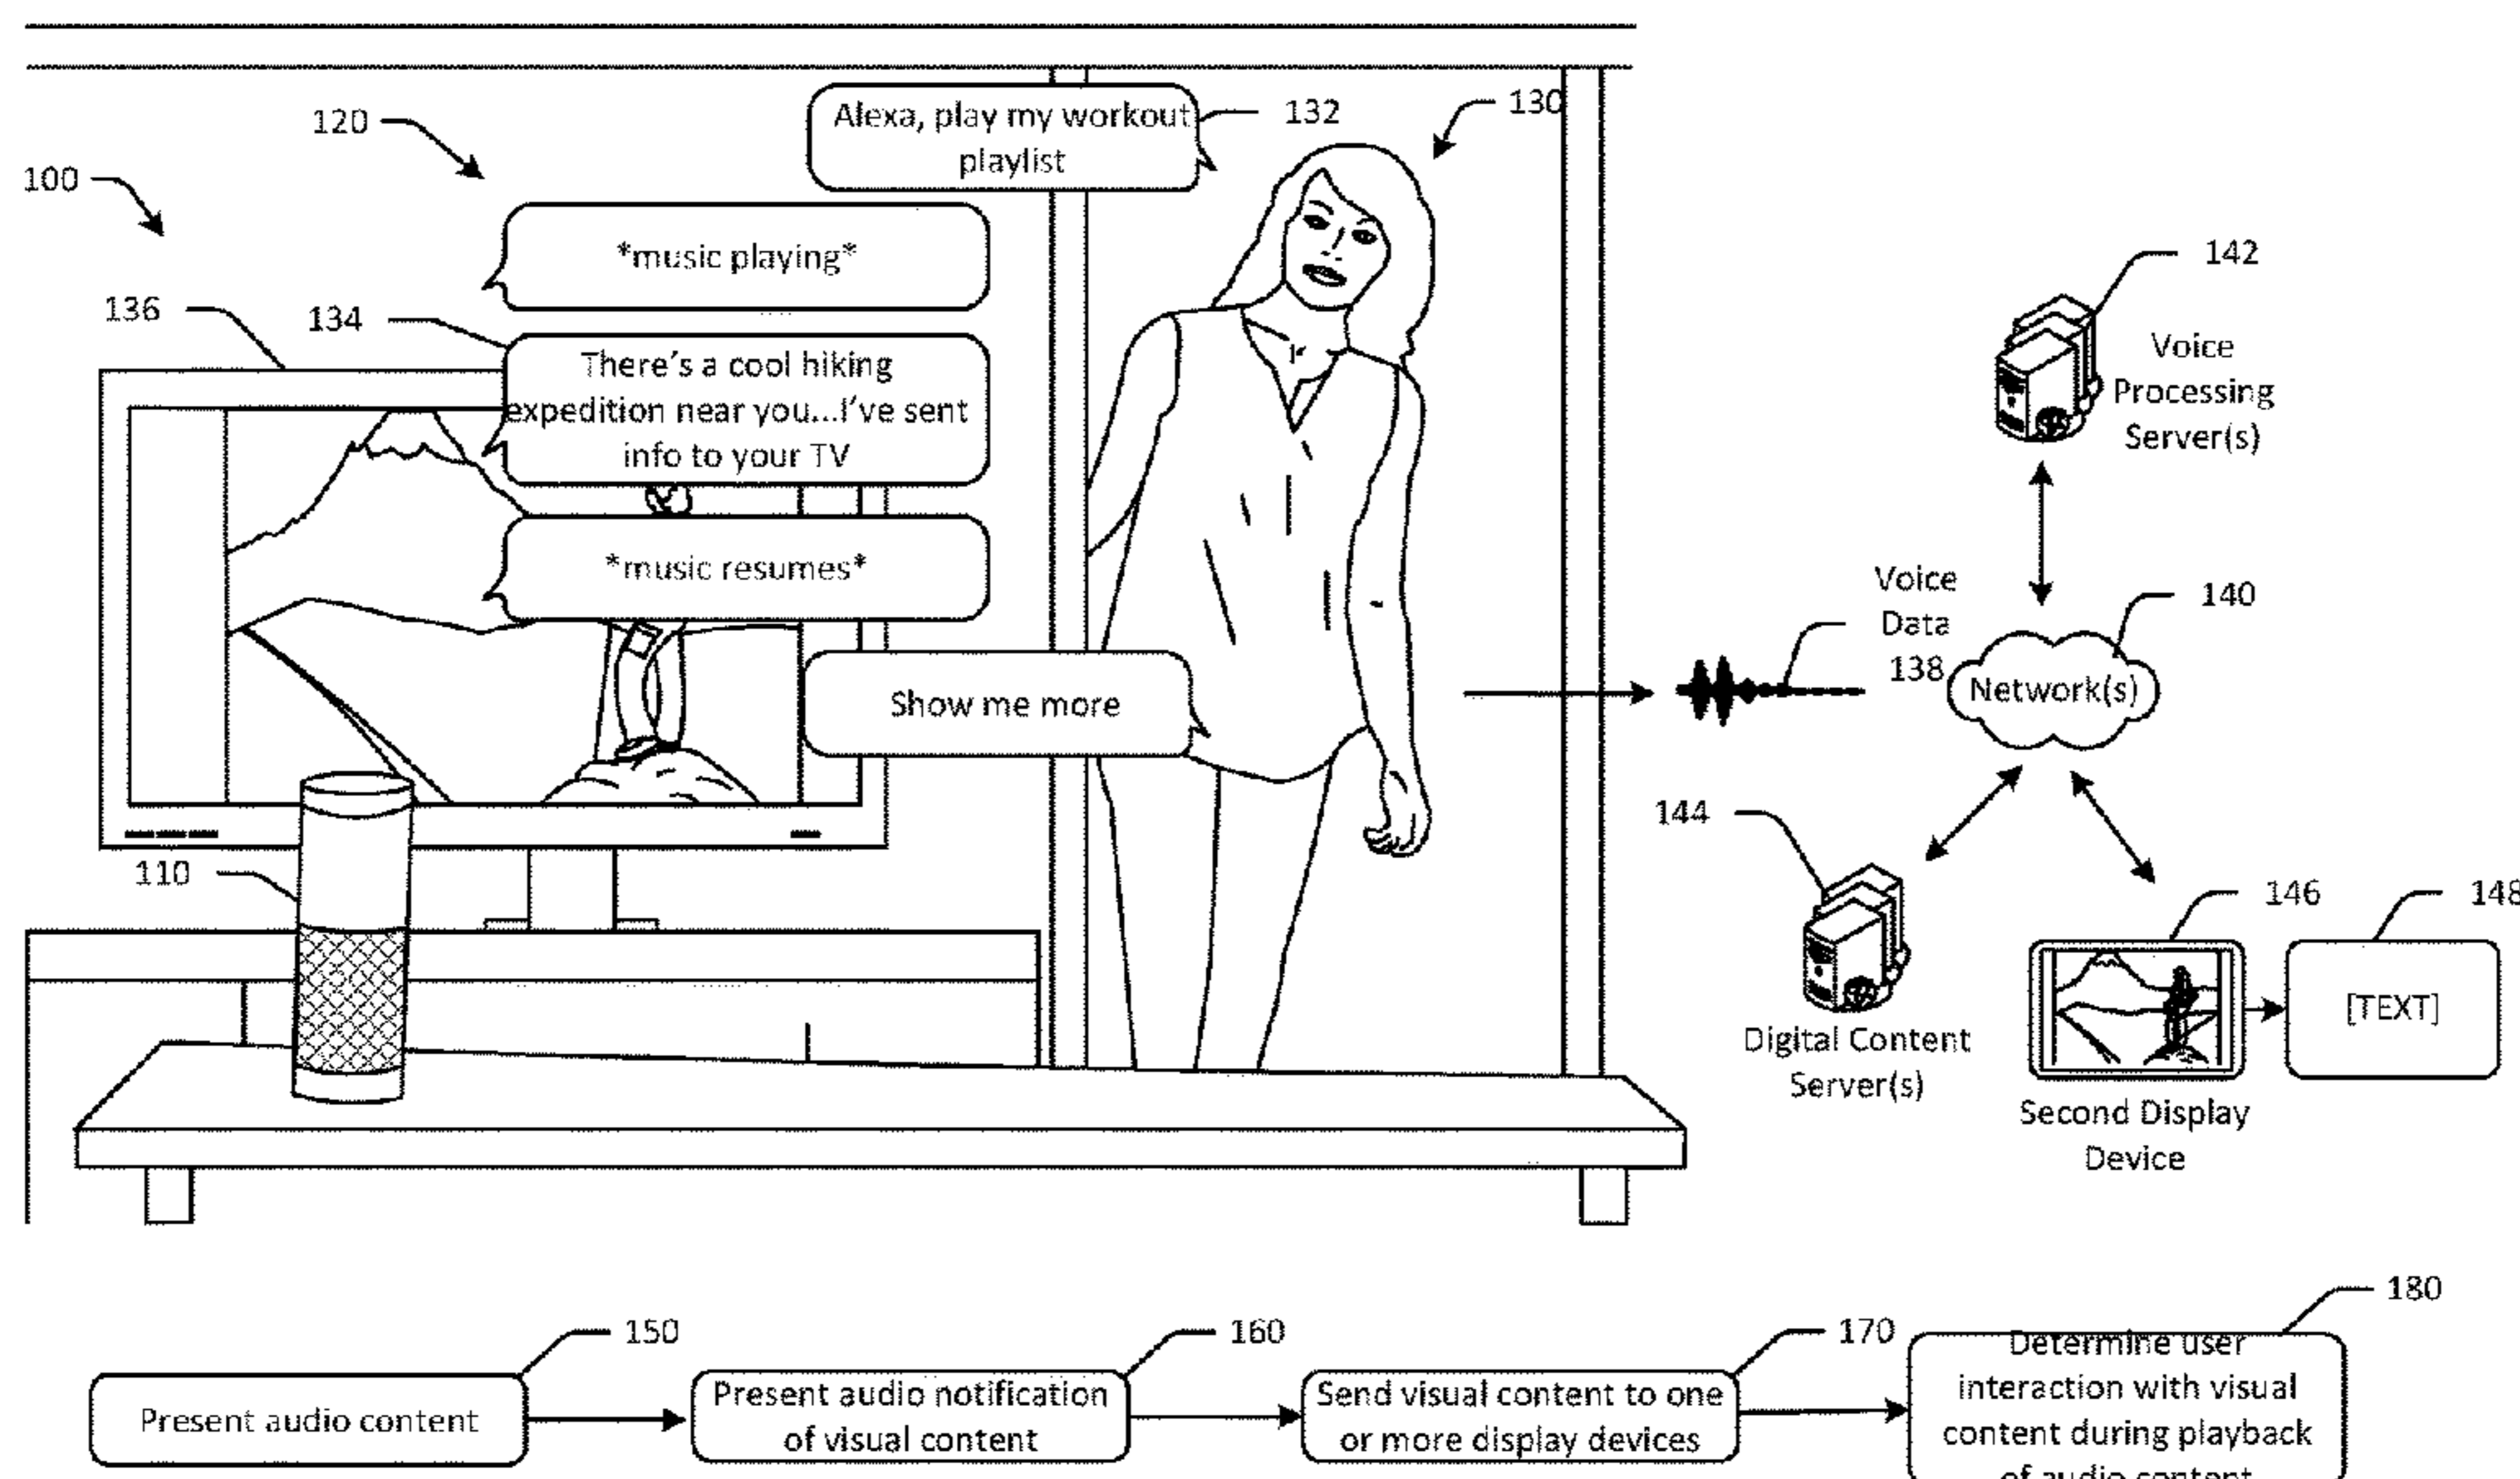 120
Alexa, play my workout
playlist
132
130
100
*music playing*
136
134
There's a cool hiking
expedition near you...I've sent
info to your TV
*music resumes*
Show me more
110
142
Voice
Processing
Server(s)
Voice
Data
138
140
Network(s)
144
Digital Content
Server(s)
146
148
[TEXT]
Second Display
Device
150
Present audio content
160
Present audio notification
of visual content
170
Send visual content to one
or more display devices
180
Determine user
interaction with visual
content during playback
of audio content